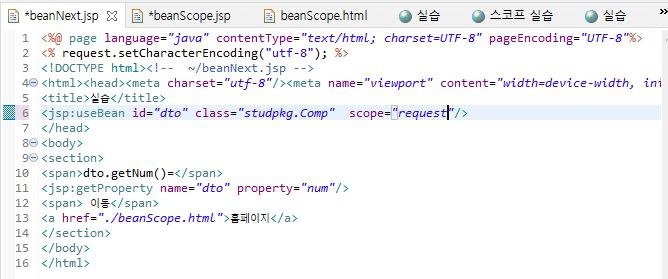 *beanNext.jsp *beanScope.jsp beanScope.html 실습 스코프 실습 실습
1 <%@ page language="java" contentType="text/html; charset=UTF-8" pageEncoding="UTF-8"%>
2 <% request.setCharacterEncoding("utf-8"); %>
3 <!DOCTYPE html><!--  ~/beanNext.jsp -->
4 <html><head><meta charset="utf-8"/><meta name="viewport" content="width=device-width, ini
5 <title>실습</title>
6 <jsp:useBean id="dto" class="studpkg.Comp"  scope="request"/>
7 </head>
8 <body>
9 <section>
10 <span>dto.getNum()=</span>
11 <jsp:getProperty name="dto" property="num"/>
12 <span> 이동</span>
13 <a href="./beanScope.html">홈페이지</a>
14 </section>
15 </body>
16 </html>